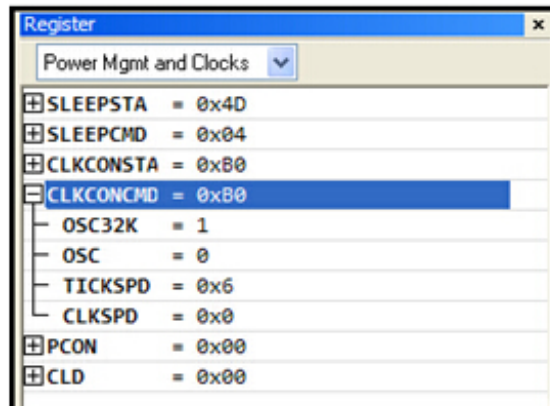 Register
Power Mgmt and Clocks
SLEEPSTA = 0x4D
SLEEPCMD = 0x04
CLKCONSTA = 0xB0
CLKCONCMD = 0xB0
OSC32K = 1
OSC = 0
TICKSPD = 0x6
CLKSPD = 0x0
PCON = 0x00
CLD = 0x00